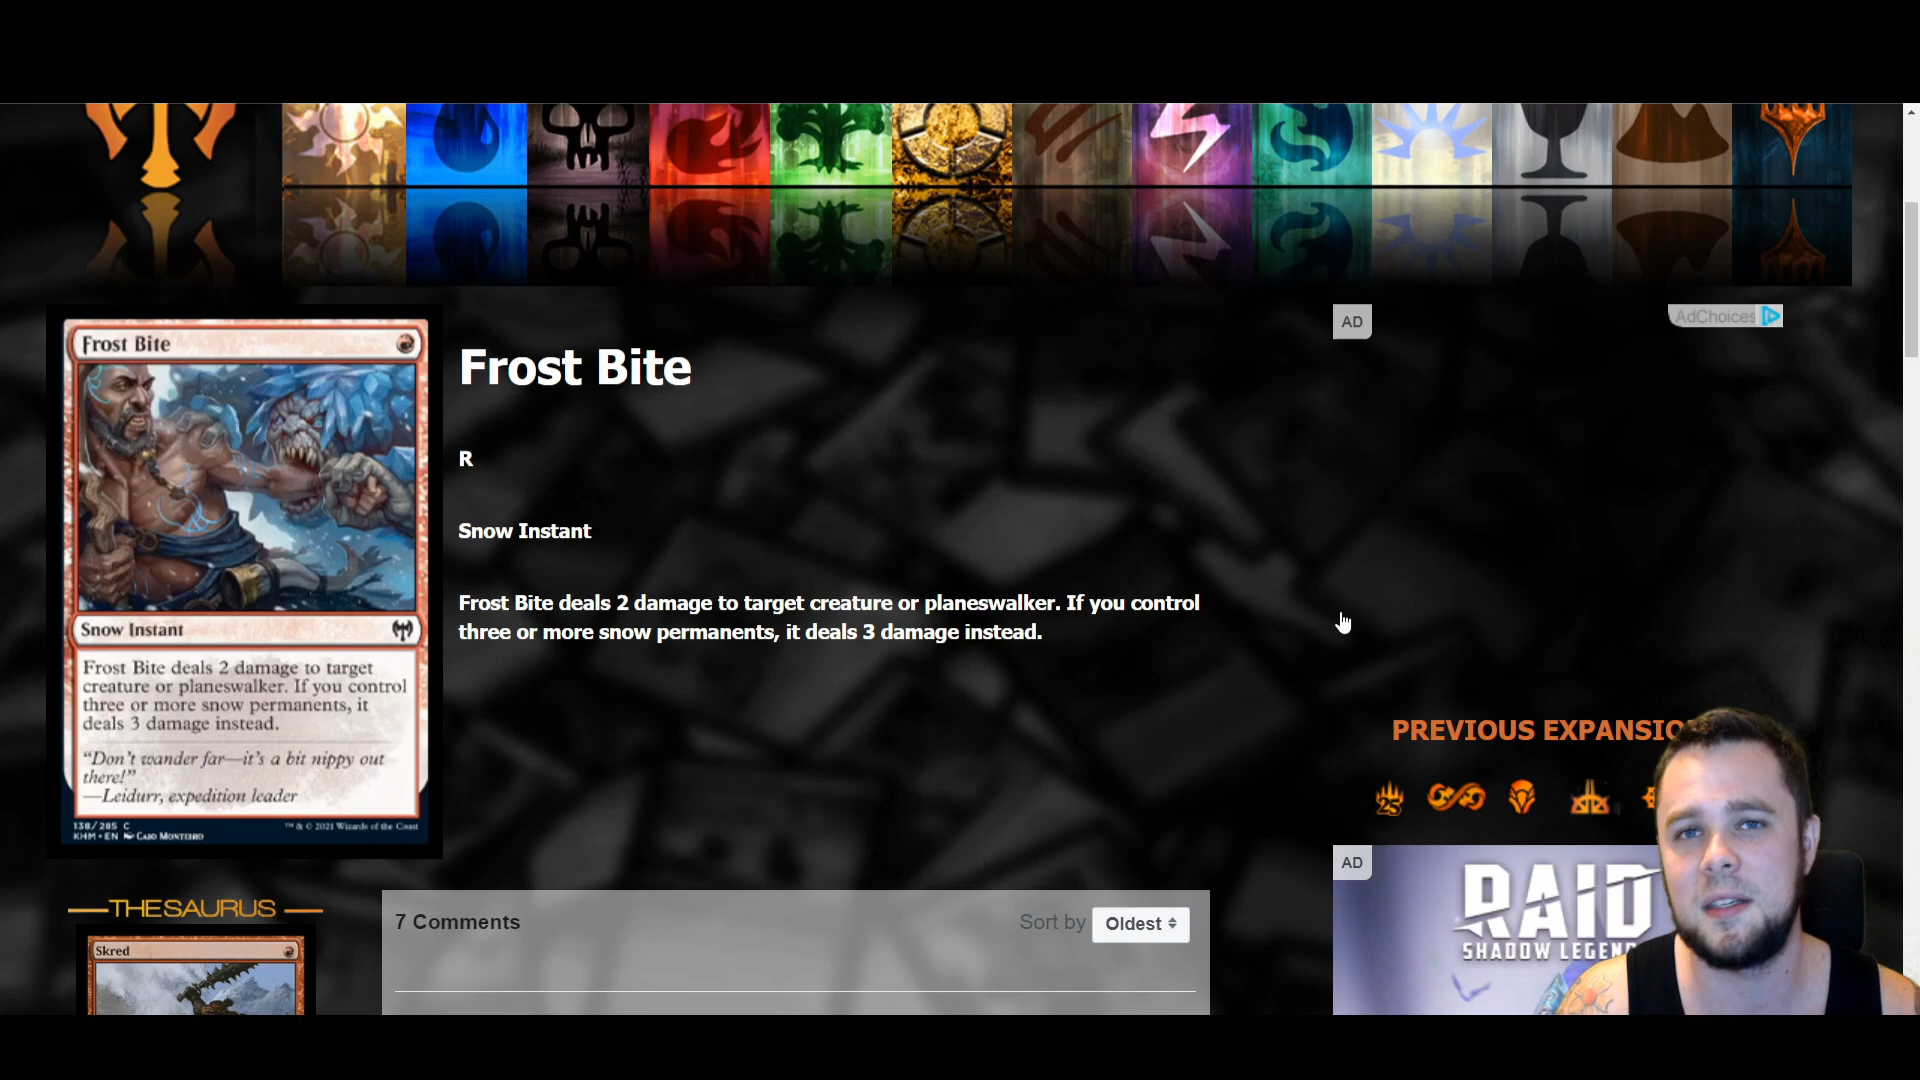 Frost Bite
Snow Instant
Frost Bite deals 2 damage to target
creature or planeswalker. If you control
three or more snow permanents, it
deals 3 damage instead.
"Don't wander far—it's a bit nippy out
there!"
—Leidurr, expedition leader
138/285 C
KHM • EN CAIO MONTEIRO
™ & © 2021 Wizards of the Coast
Frost Bite
R
Snow Instant
Frost Bite deals 2 damage to target creature or planeswalker. If you control
three or more snow permanents, it deals 3 damage instead.
AD
AdChoices
PREVIOUS EXPANSIO
25
THESAURUS
Skred
7 Comments
Sort by Oldest
AD
RAID
SHADOW LEGEN